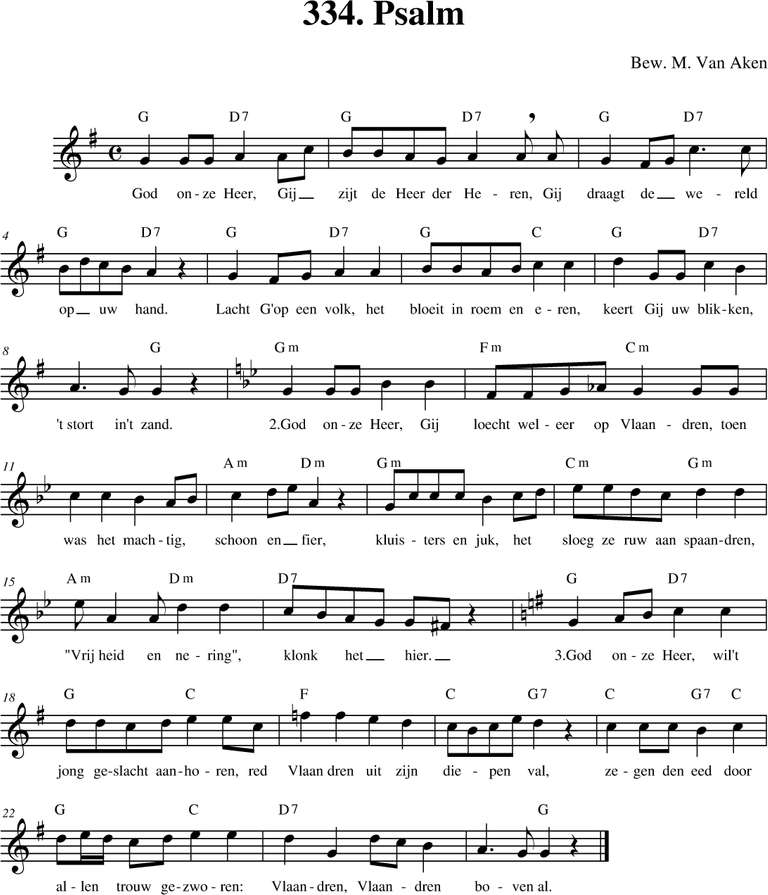 334. Psalm
Bew. M. Van Aken
G D7 G D7 G D7
God on-ze Heer, Gij zijt de Heer der He-ren, Gij draagt de we-reld
4 G D7 G D7 G C G D7
op uw hand. Lacht G'op een volk, het bloeit in roem en e-ren, keert Gij uw blik-ken,
8 G Gm Fm Cm
't stort in't zand. 2.God on-ze Heer, Gij loecht wel-eer op Vlaan-dren, toen
11 Am Dm Gm Cm Gm
was het mach-tig, schoon en fier, kluis-ters en juk, het sloeg ze ruw aan spaan-dren,
15 Am Dm D7 G D7
"Vrij heid en ne-ring", klonk het hier. 3.God on-ze Heer, wil't
18 G C F C G7 C G7 C
jong ge-slacht aan-ho-ren, red Vlaan dren uit zijn die-pen val, ze-gen den eed door
22 G C D7 G
al-len trouw ge-zwo-ren: Vlaan-dren, Vlaan-dren bo-ven al.